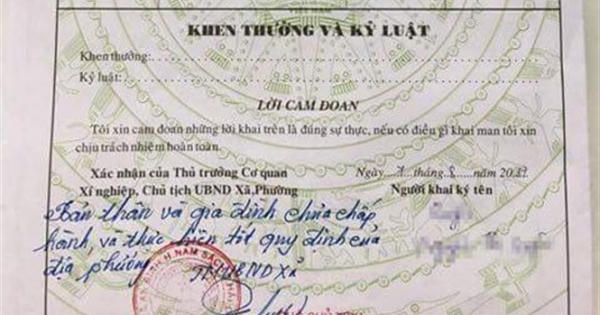 VIỆT NAM
KHEN THƯỞNG VÀ KỶ LUẬT
Khen thưởng:
Kỷ luật:
LỜI CAM ĐOAN
Tôi xin cam đoan những lời khai trên là đúng sự thực, nếu có điều gì khai man tôi xin
chịu trách nhiệm hoàn toàn.
Xác nhận của Thủ trưởng Cơ quan
Xí nghiệp, Chủ tịch UBND Xã,Phường
Ngày tháng 8 năm 20
Người khai ký tên
Bản thân và gia đình chưa chấp
hành, và thực hiện tốt quy định của
địa phương
TM UBND Xã